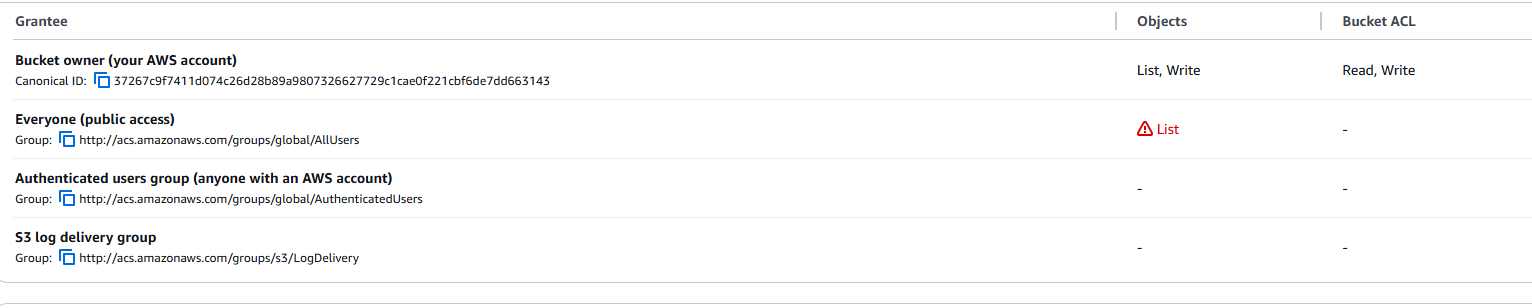 Grantee Objects Bucket ACL
Bucket owner (your AWS account)
Canonical ID: 37267c9f7411d074c26d28b89a9807326627729c1cae0f221cbf6de7dd663143
List, Write Read, Write
Everyone (public access)
Group: http://acs.amazonaws.com/groups/global/AllUsers
List -
Authenticated users group (anyone with an AWS account)
Group: http://acs.amazonaws.com/groups/global/AuthenticatedUsers
- -
S3 log delivery group
Group: http://acs.amazonaws.com/groups/s3/LogDelivery
- -